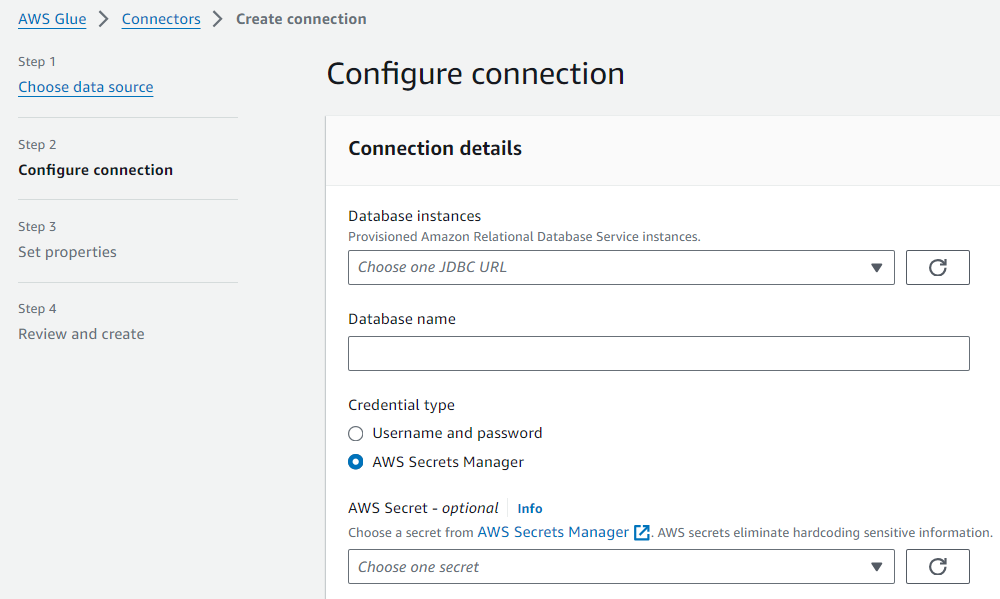 AWS Glue > Connectors > Create connection
Step 1
Choose data source
Step 2
Configure connection
Step 3
Set properties
Step 4
Review and create
Configure connection
Connection details
Database instances
Provisioned Amazon Relational Database Service instances.
Choose one JDBC URL
Database name
Credential type
Username and password
AWS Secrets Manager
AWS Secret - optional Info
Choose a secret from AWS Secrets Manager . AWS secrets eliminate hardcoding sensitive information.
Choose one secret